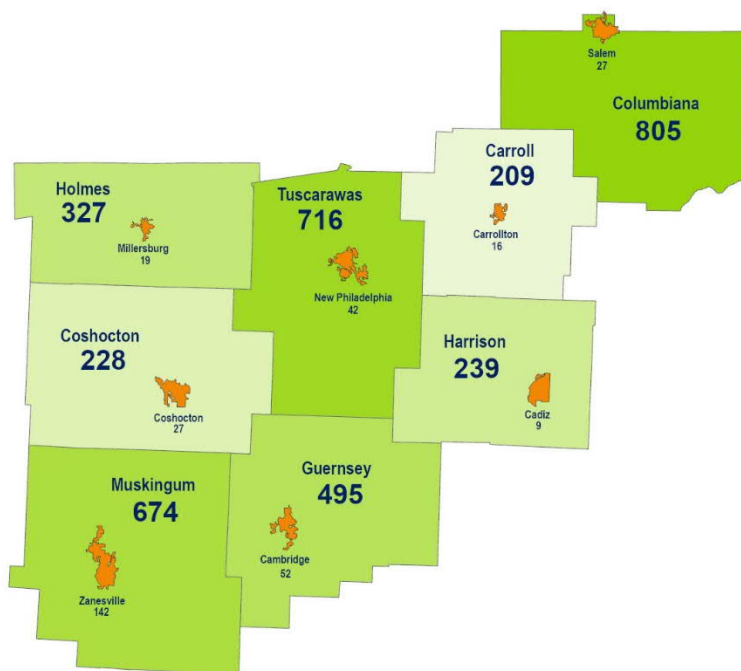 Salem
27
Columbiana
805
Carroll
209
Carrollton
16
Holmes
327
Millersburg
19
Tuscarawas
716
New Philadelphia
42
Coshocton
228
Coshocton
27
Harrison
239
Cadiz
9
Muskingum
674
Zanesville
142
Guernsey
495
Cambridge
52